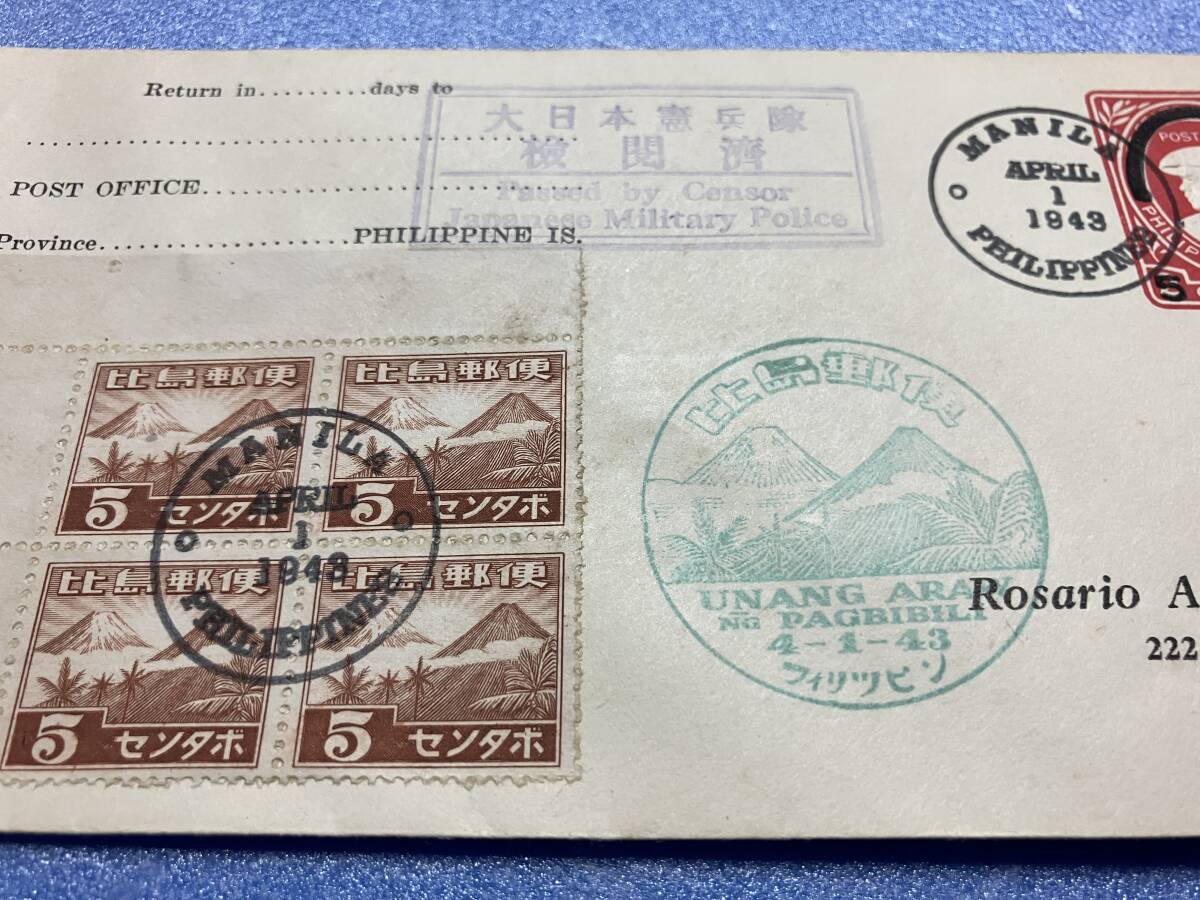 Return in.........days to
POST OFFICE
Province
PHILIPPINE IS.
大日本憲兵隊
検閲濟
Passed by Censor
Japanese Military Police
MANILA
APRIL
1
1943
PHILIPPINES
POST
PHILIP
5
比島郵便
5 センタボ
比島郵便
5 センタボ
比島郵便
5 センタボ
比島郵便
5 センタボ
MANILA
APRIL
1
1943
PHILIPPINES
比島郵便
UNANG ARAW
NG PAGBIBILI
4-1-43
フィリツピン
Rosario A
222